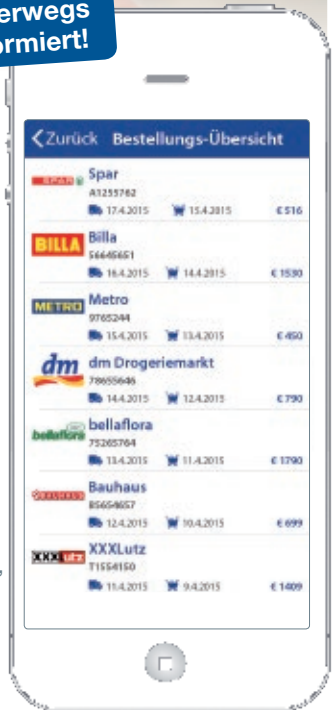 erwegs
ormiert!
Zurück Bestellungs-Übersicht
SPAR Spar
A1255762
17.4.2015 15.4.2015 € 516
BILLA Billa
56645651
16.4.2015 14.4.2015 € 1530
METRO Metro
9765244
15.4.2015 13.4.2015 € 450
dm dm Drogeriemarkt
78655646
14.4.2015 12.4.2015 € 790
bellaflora bellaflora
75265764
13.4.2015 11.4.2015 € 1790
BAUHAUS Bauhaus
B5654657
12.4.2015 10.4.2015 € 699
XXXLutz XXXLutz
T1554150
11.4.2015 9.4.2015 € 1409